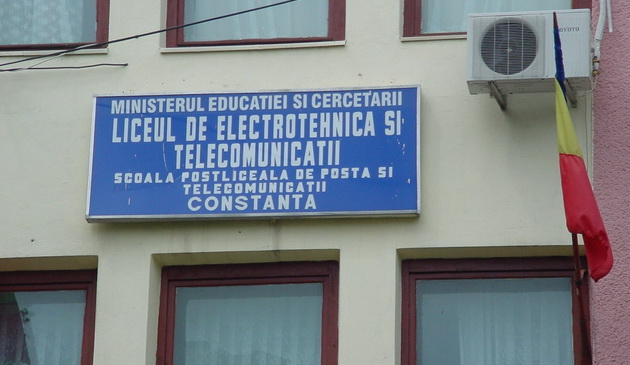 MINISTERUL EDUCATIEI SI CERCETARII
LICEUL DE ELECTROTEHNICA SI
TELECOMUNICATII
SCOALA POSTLICEALA DE POSTA SI
TELECOMUNICATII
CONSTANTA